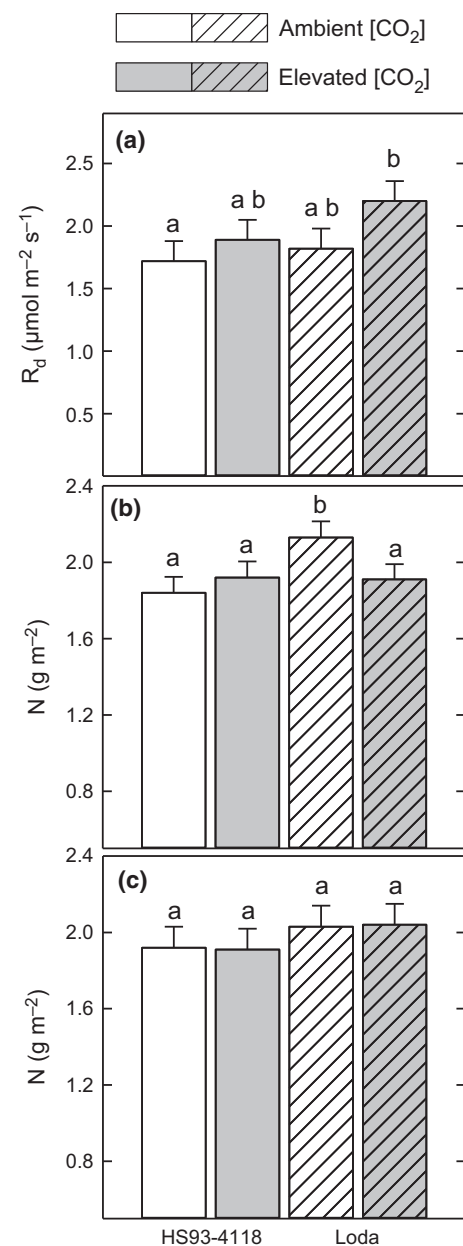 Ambient [CO₂]
Elevated [CO₂]
(a)
2.5
2.0
1.5
1.0
0.5
R_d (µmol m⁻² s⁻¹)
a
a b
a b
b
(b)
2.4
2.0
1.6
1.2
0.8
N (g m⁻²)
a
a
b
a
(c)
2.4
2.0
1.6
1.2
0.8
N (g m⁻²)
a
a
a
a
HS93-4118 Loda